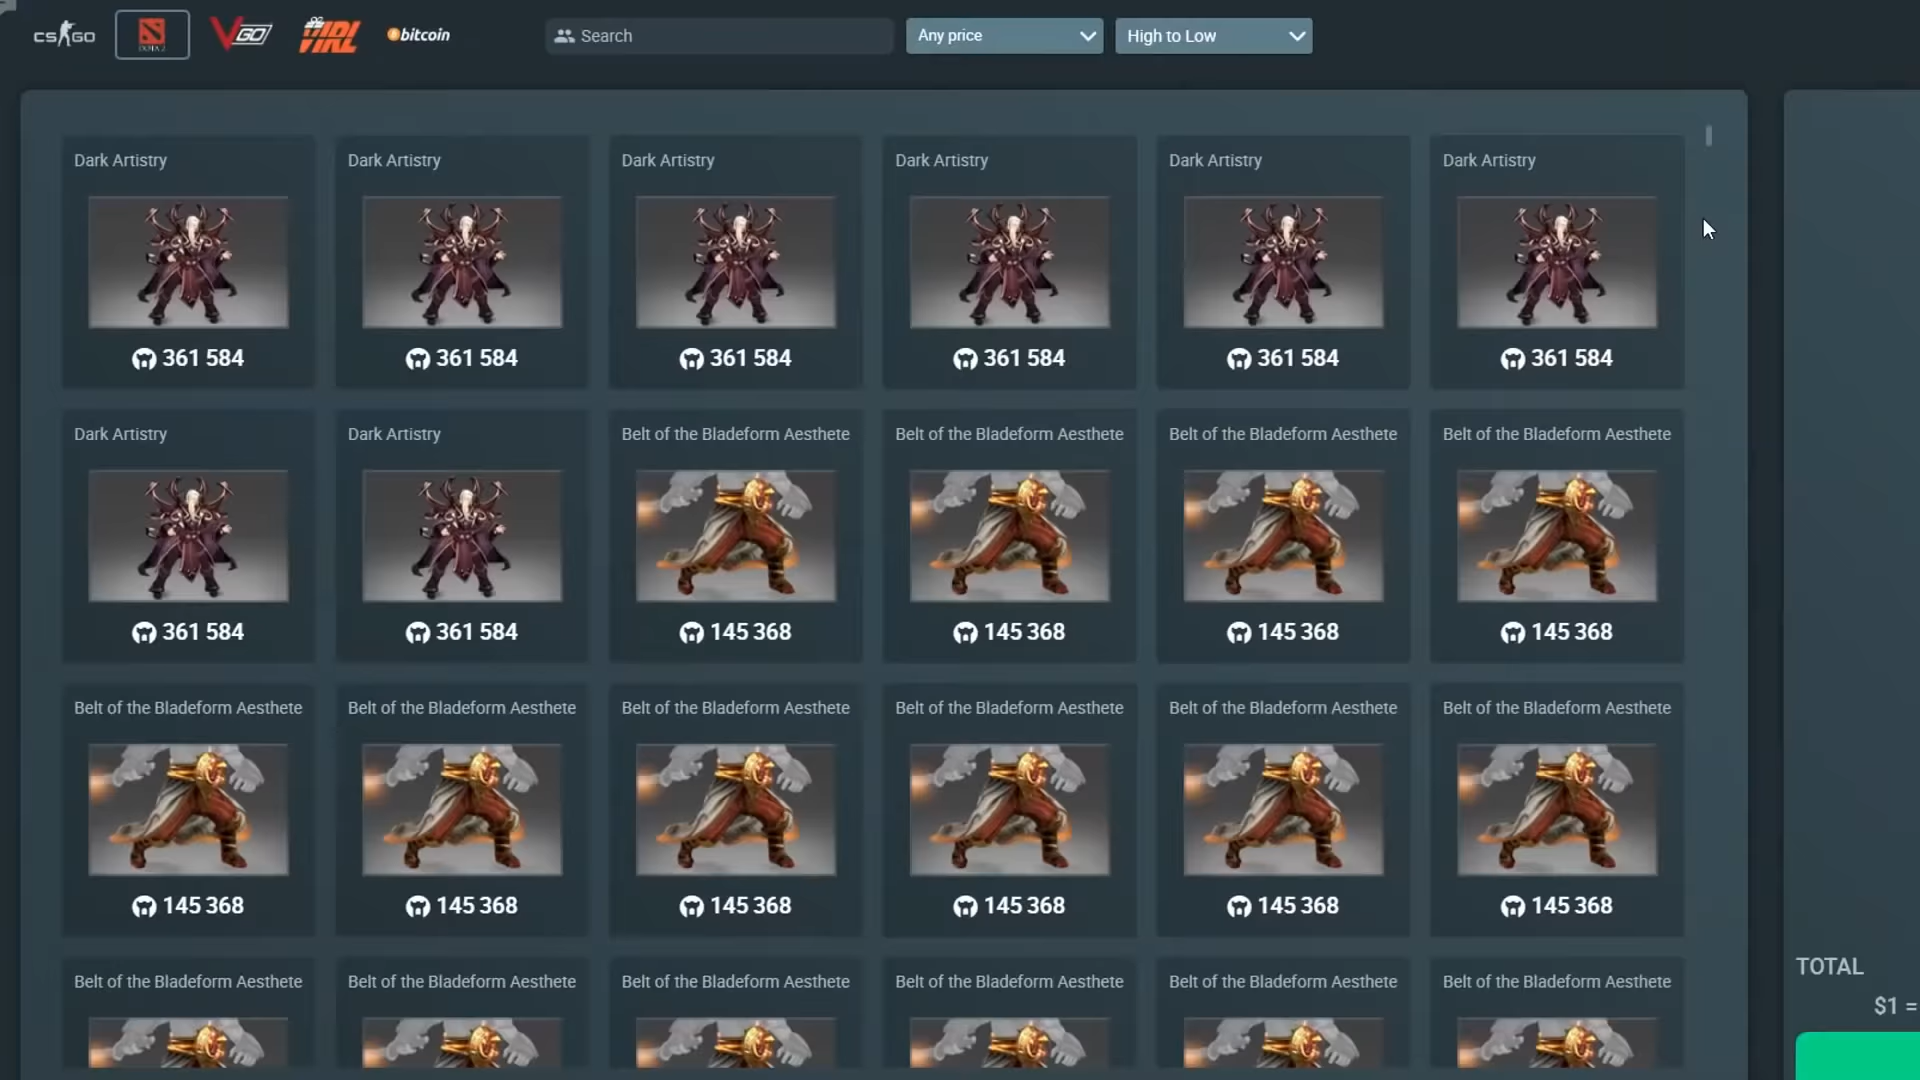 CS GO DOTA 2 VGO VIRL bitcoin Search Any price High to Low
Dark Artistry Dark Artistry Dark Artistry Dark Artistry Dark Artistry Dark Artistry
361 584 361 584 361 584 361 584 361 584 361 584
Dark Artistry Dark Artistry Belt of the Bladeform Aesthete Belt of the Bladeform Aesthete Belt of the Bladeform Aesthete Belt of the Bladeform Aesthete
361 584 361 584 145 368 145 368 145 368 145 368
Belt of the Bladeform Aesthete Belt of the Bladeform Aesthete Belt of the Bladeform Aesthete Belt of the Bladeform Aesthete Belt of the Bladeform Aesthete Belt of the Bladeform Aesthete
145 368 145 368 145 368 145 368 145 368 145 368
Belt of the Bladeform Aesthete Belt of the Bladeform Aesthete Belt of the Bladeform Aesthete Belt of the Bladeform Aesthete Belt of the Bladeform Aesthete Belt of the Bladeform Aesthete
TOTAL
$1 =